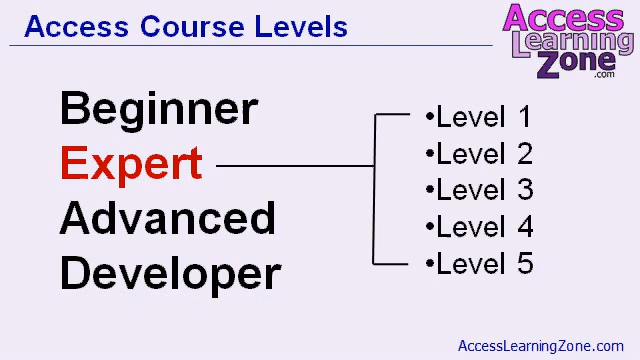 Access Course Levels
Access
Learning
Zone
.com
Beginner
Expert
Advanced
Developer
•Level 1
•Level 2
•Level 3
•Level 4
•Level 5
AccessLearningZone.com